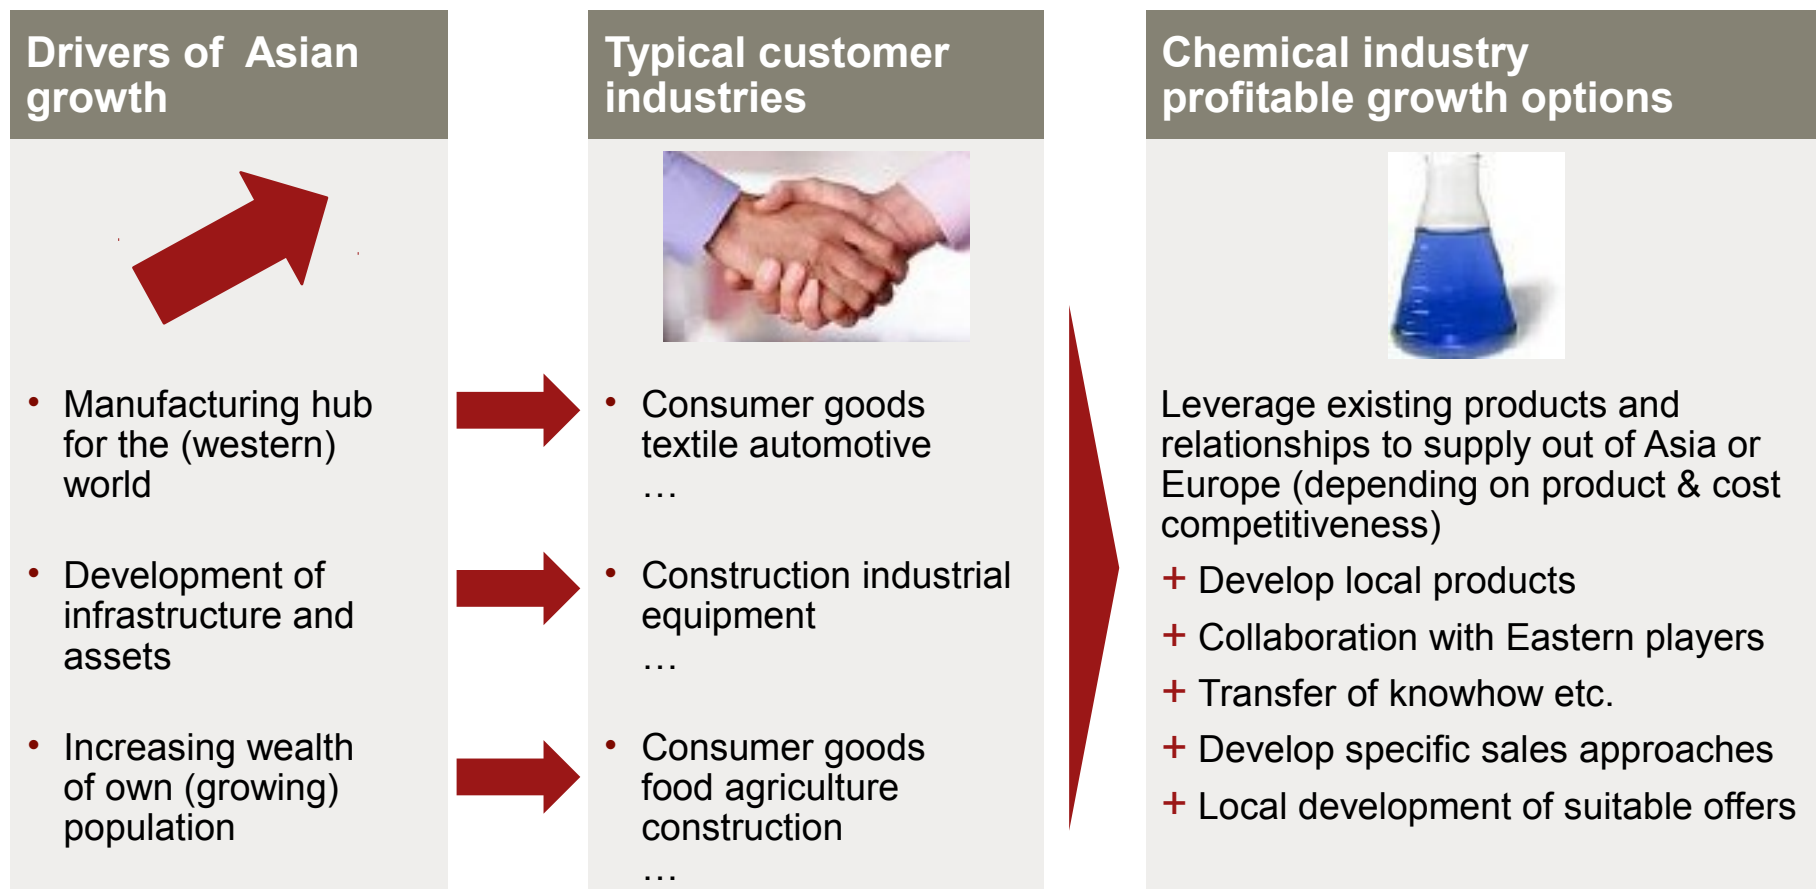 Drivers of  Asian
growth
• Manufacturing hub
for the (western)
world
• Development of
infrastructure and
assets
• Increasing wealth
of own (growing)
population
Typical customer
industries
• Consumer goods
textile automotive
…
• Construction industrial
equipment
…
• Consumer goods
food agriculture
construction
…
Chemical industry
profitable growth options
Leverage existing products and
relationships to supply out of Asia or
Europe (depending on product & cost
competitiveness)
+ Develop local products
+ Collaboration with Eastern players
+ Transfer of knowhow etc.
+ Develop specific sales approaches
+ Local development of suitable offers